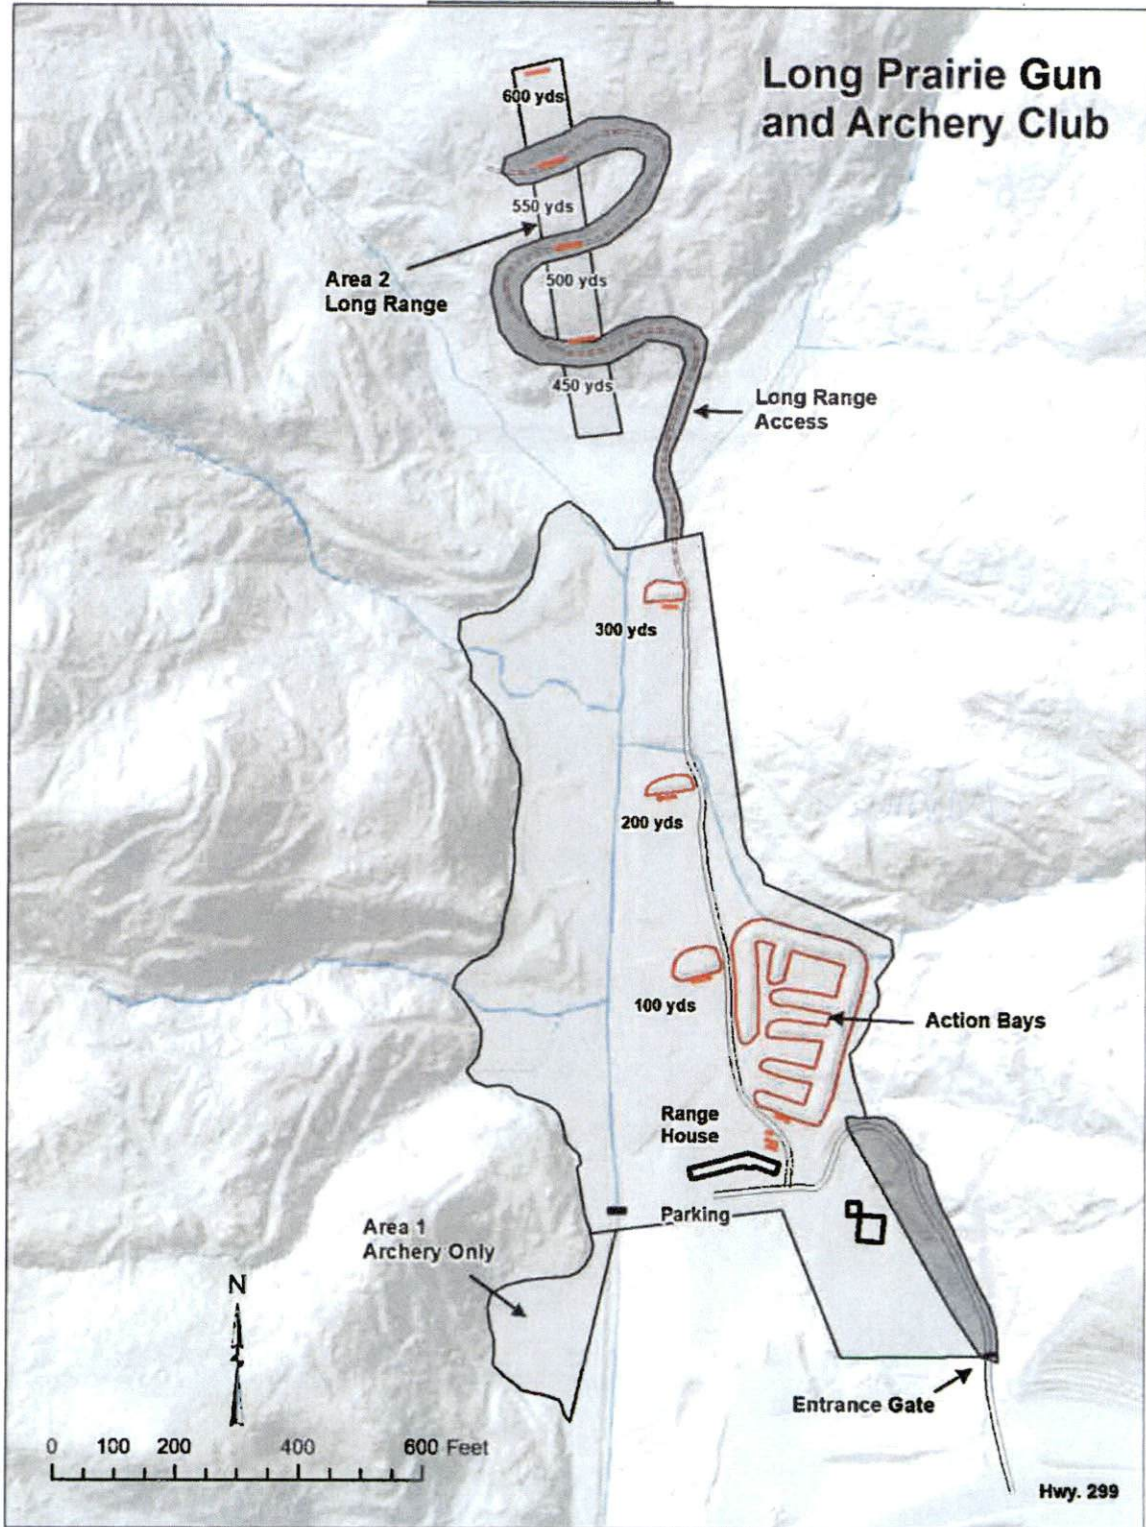 Long Prairie Gun
and Archery Club
600 yds
550 yds
Area 2
Long Range
500 yds
450 yds
Long Range
Access
300 yds
200 yds
100 yds
Action Bays
Range
House
Parking
Area 1
Archery Only
N
Entrance Gate
0 100 200 400 600 Feet
Hwy. 299